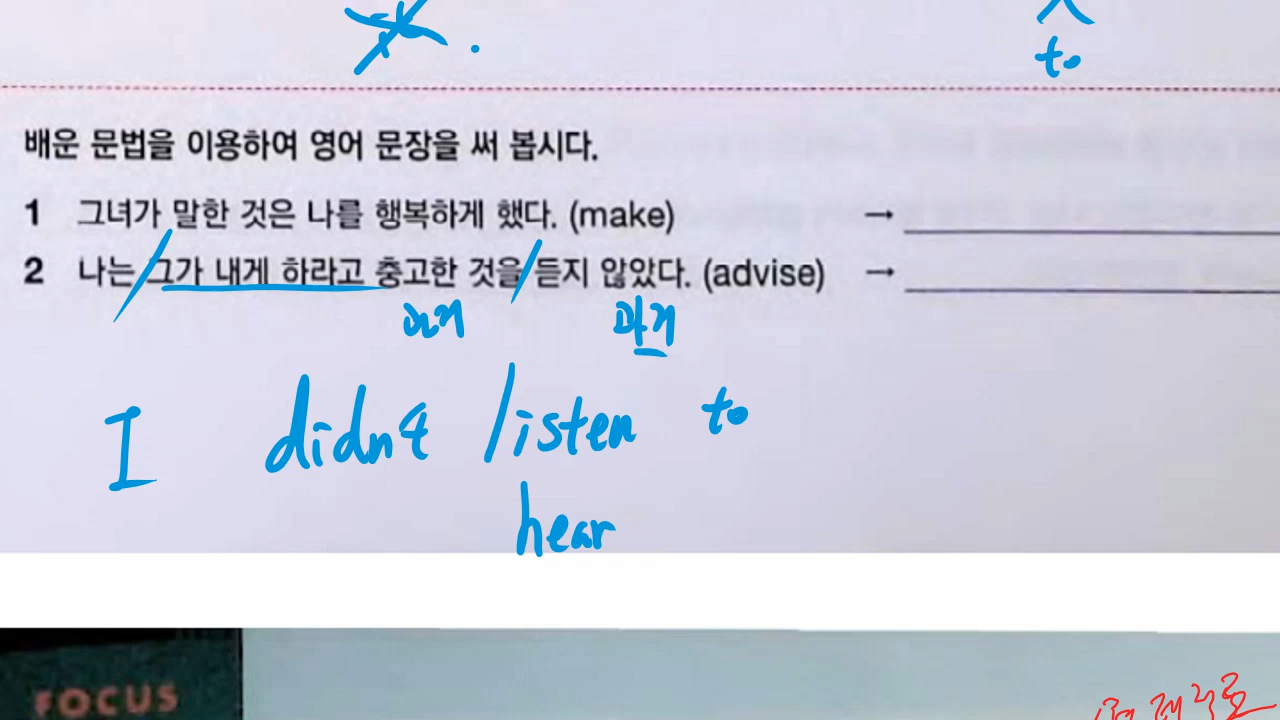 to
배운 문법을 이용하여 영어 문장을 써 봅시다.
1 그녀가 말한 것은 나를 행복하게 했다. (make) →
2 나는 그가 내게 하라고 충고한 것을 듣지 않았다. (advise) →
과거 과거
I didnt listen to
hear
FOCUS